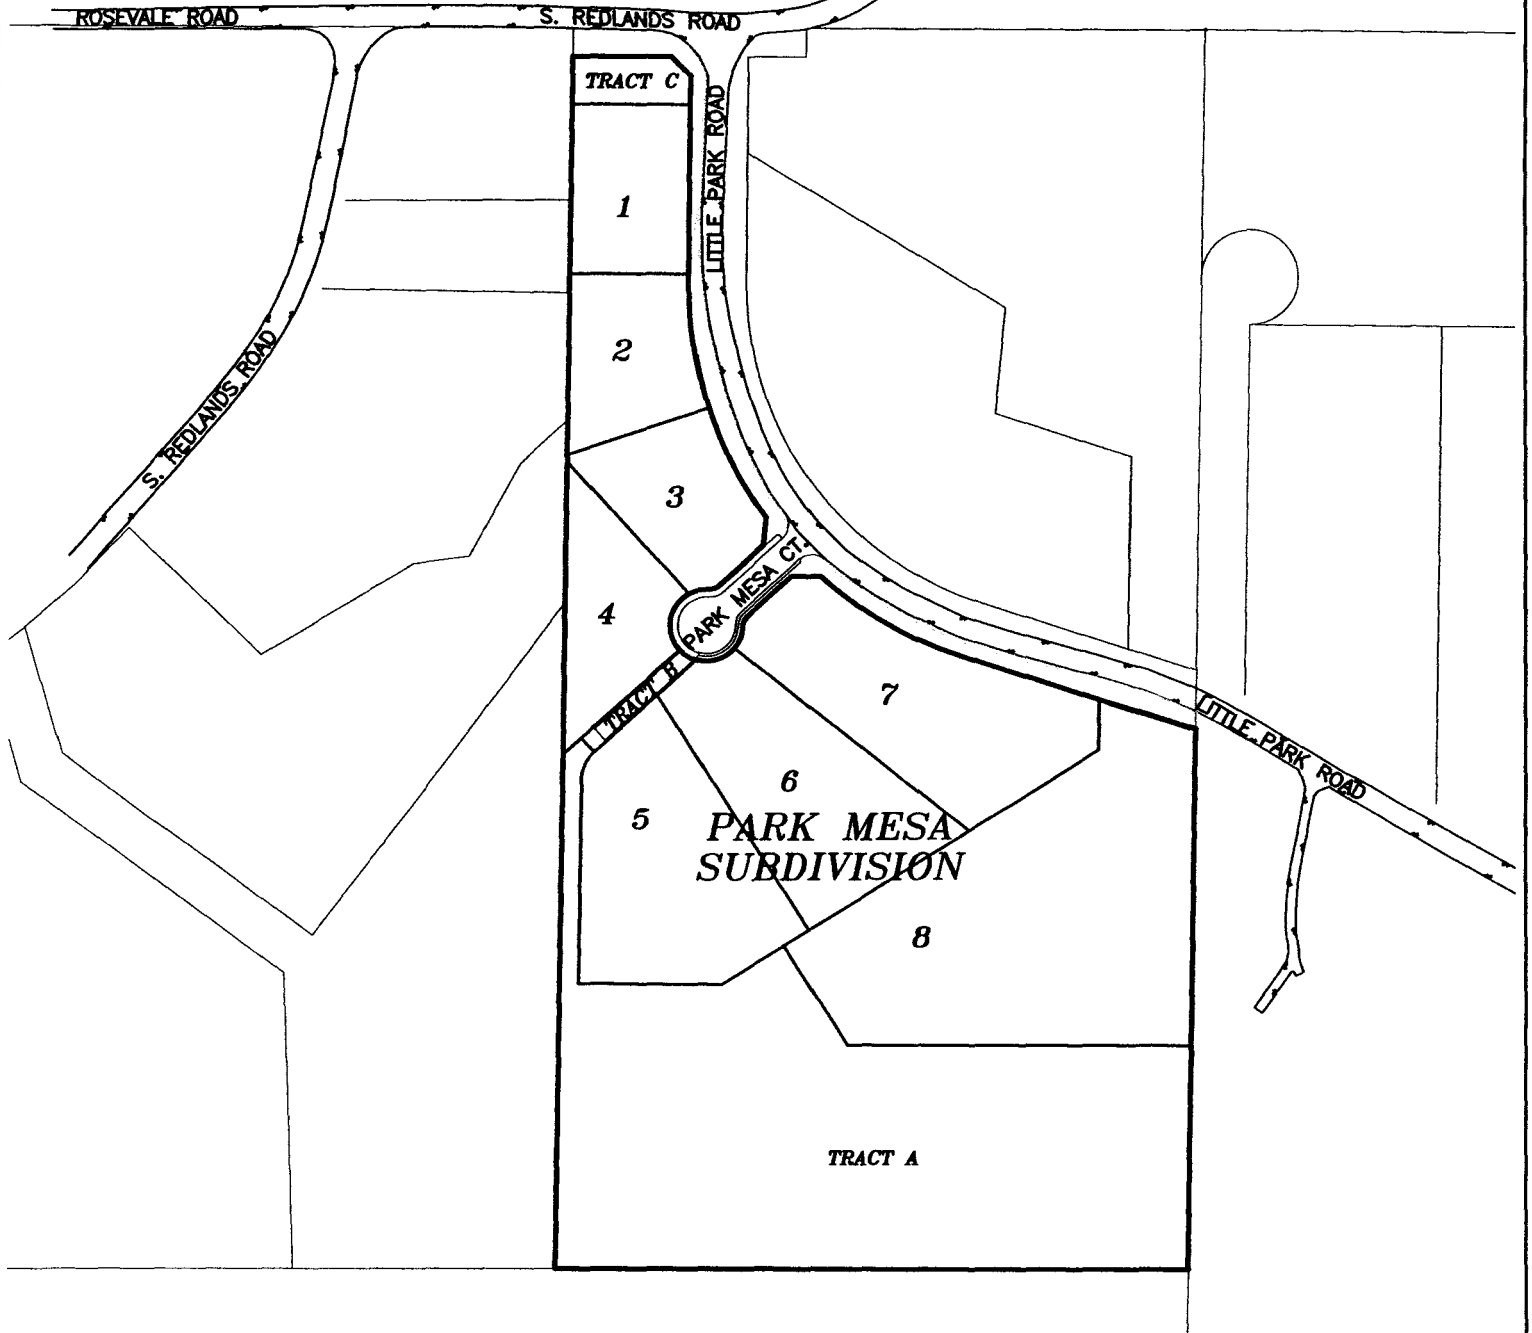 ROSEVALE ROAD
S. REDLANDS ROAD
TRACT C
LITTLE PARK ROAD
1
2
S. REDLANDS ROAD
3
PARK MESA CT.
4
TRACT B
7
LITTLE PARK ROAD
6
5
PARK MESA
SUBDIVISION
8
TRACT A